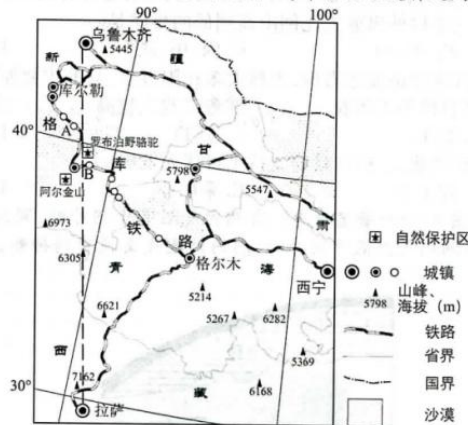 90°
100°
乌鲁木齐
5445
新
疆
库尔勒
格
A
40°
罗布泊野骆驼
B
库
甘
5798
阿尔金山
5547
肃
6973
铁
路
6305
格尔木
青
海
西宁
5214
6621
5267
6282
5369
西
7162
藏
6168
30°
拉萨
自然保护区
城镇
山峰、
5798
海拔(m)
铁路
省界
国界
沙漠